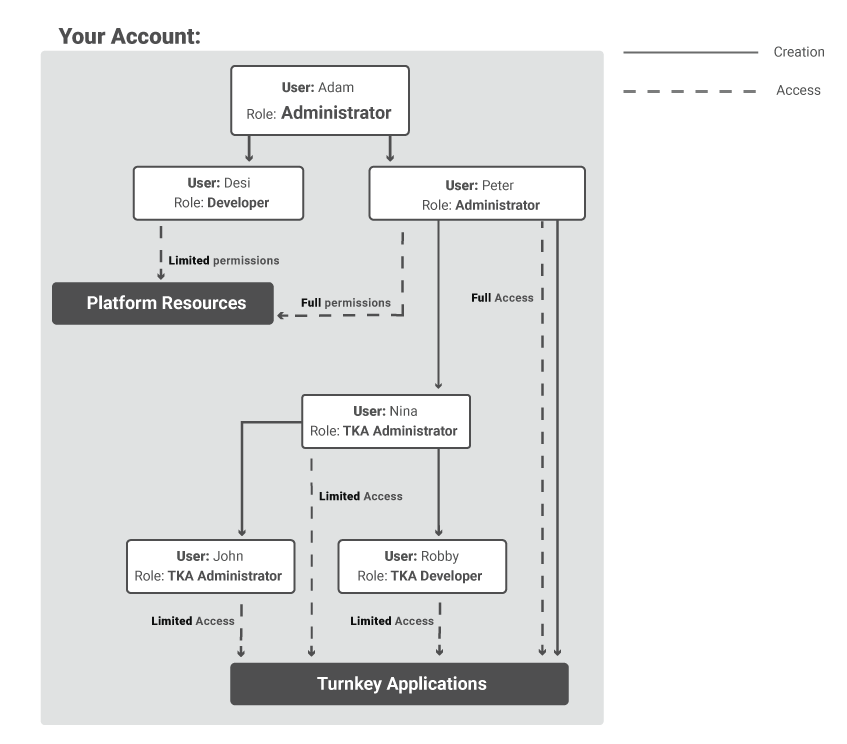 Your Account:
Creation
Access
User: Adam
Role: Administrator
User: Desi
Role: Developer
User: Peter
Role: Administrator
Limited permissions
Platform Resources
Full permissions
Full Access
User: Nina
Role: TKA Administrator
Limited Access
User: John
Role: TKA Administrator
User: Robby
Role: TKA Developer
Limited Access
Limited Access
Turnkey Applications